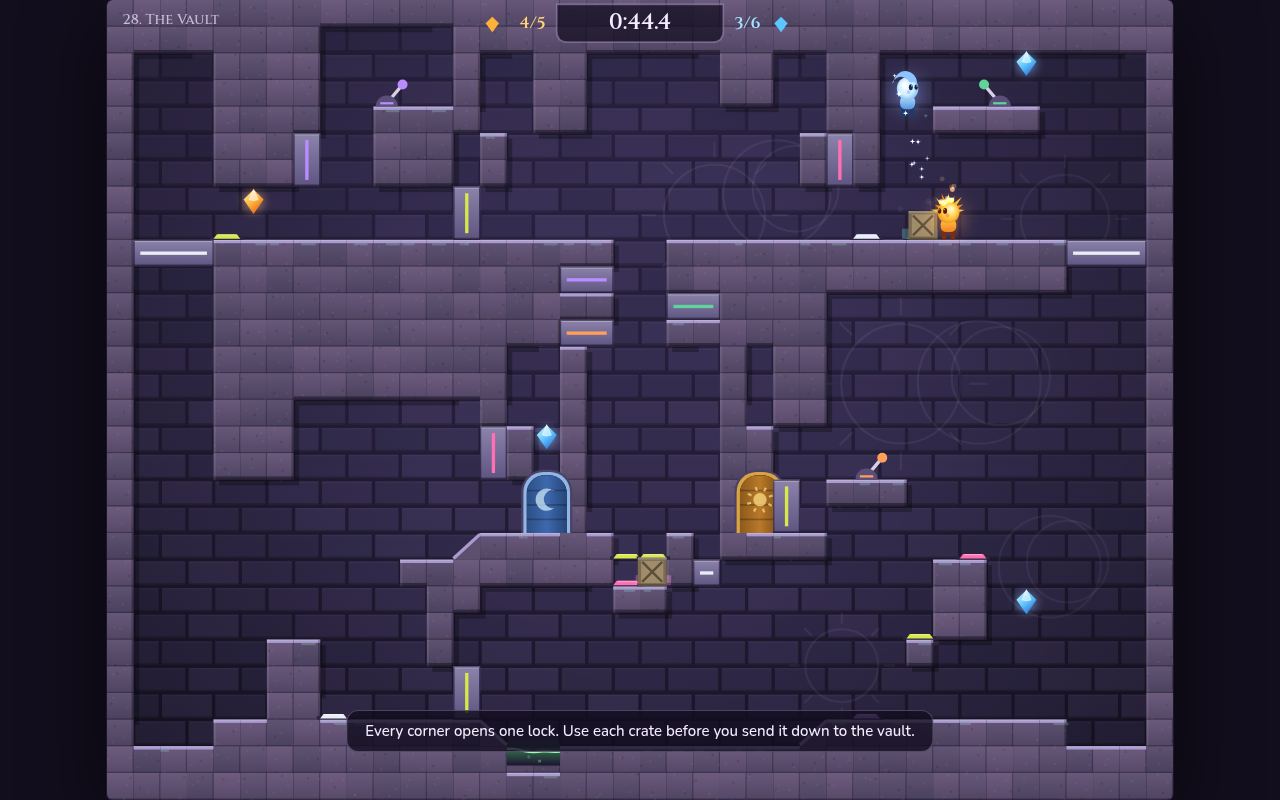 28. The Vault
4/5
0:44.4
3/6
Every corner opens one lock. Use each crate before you send it down to the vault.